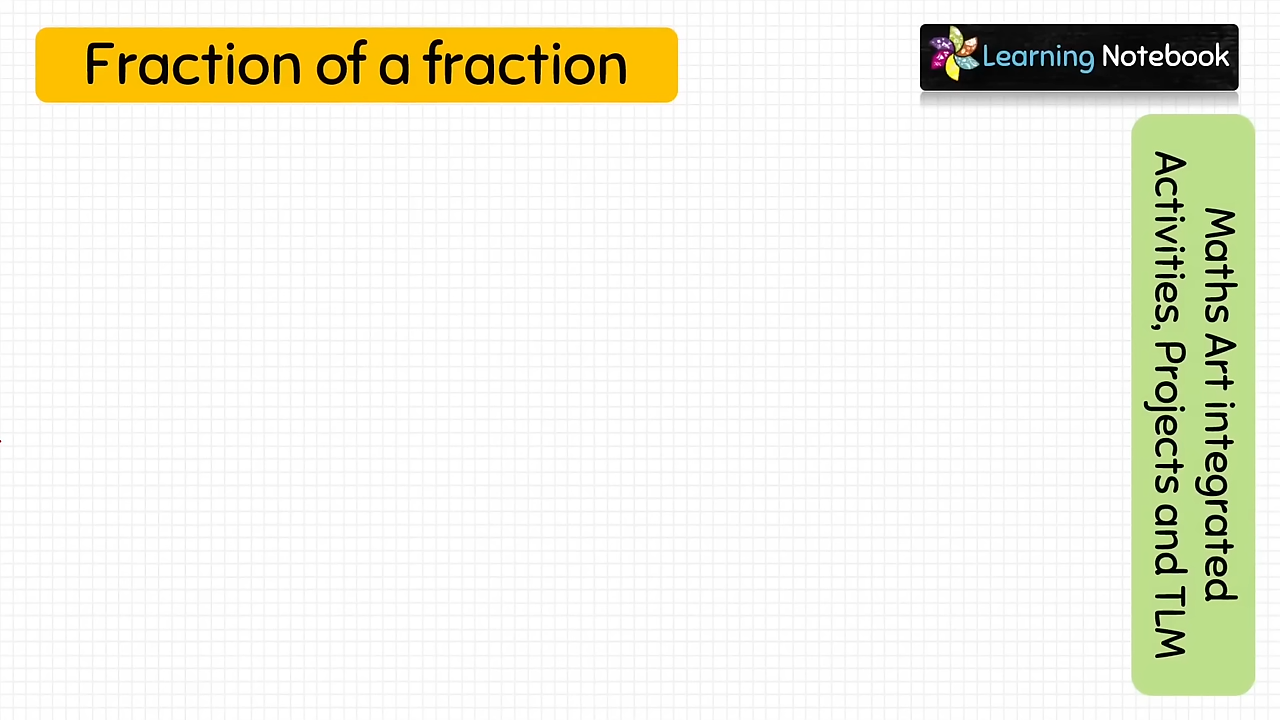 Fraction of a fraction
Learning Notebook
Maths Art integrated
Activities, Projects and TLM